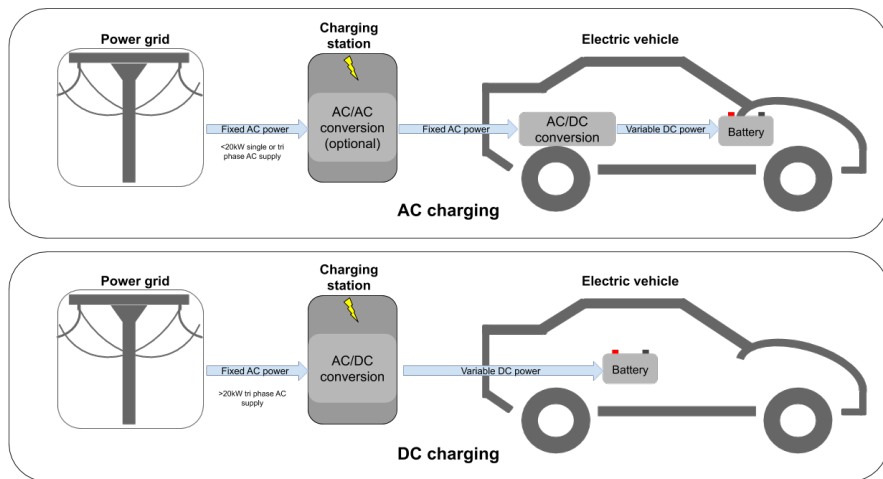 Power grid
Charging
station
Electric vehicle
Fixed AC power
<20kW single or tri
phase AC supply
AC/AC
conversion
(optional)
Fixed AC power
AC/DC
conversion
Variable DC power
Battery
AC charging
Power grid
Charging
station
Electric vehicle
Fixed AC power
>20kW tri phase AC
supply
AC/DC
conversion
Variable DC power
Battery
DC charging